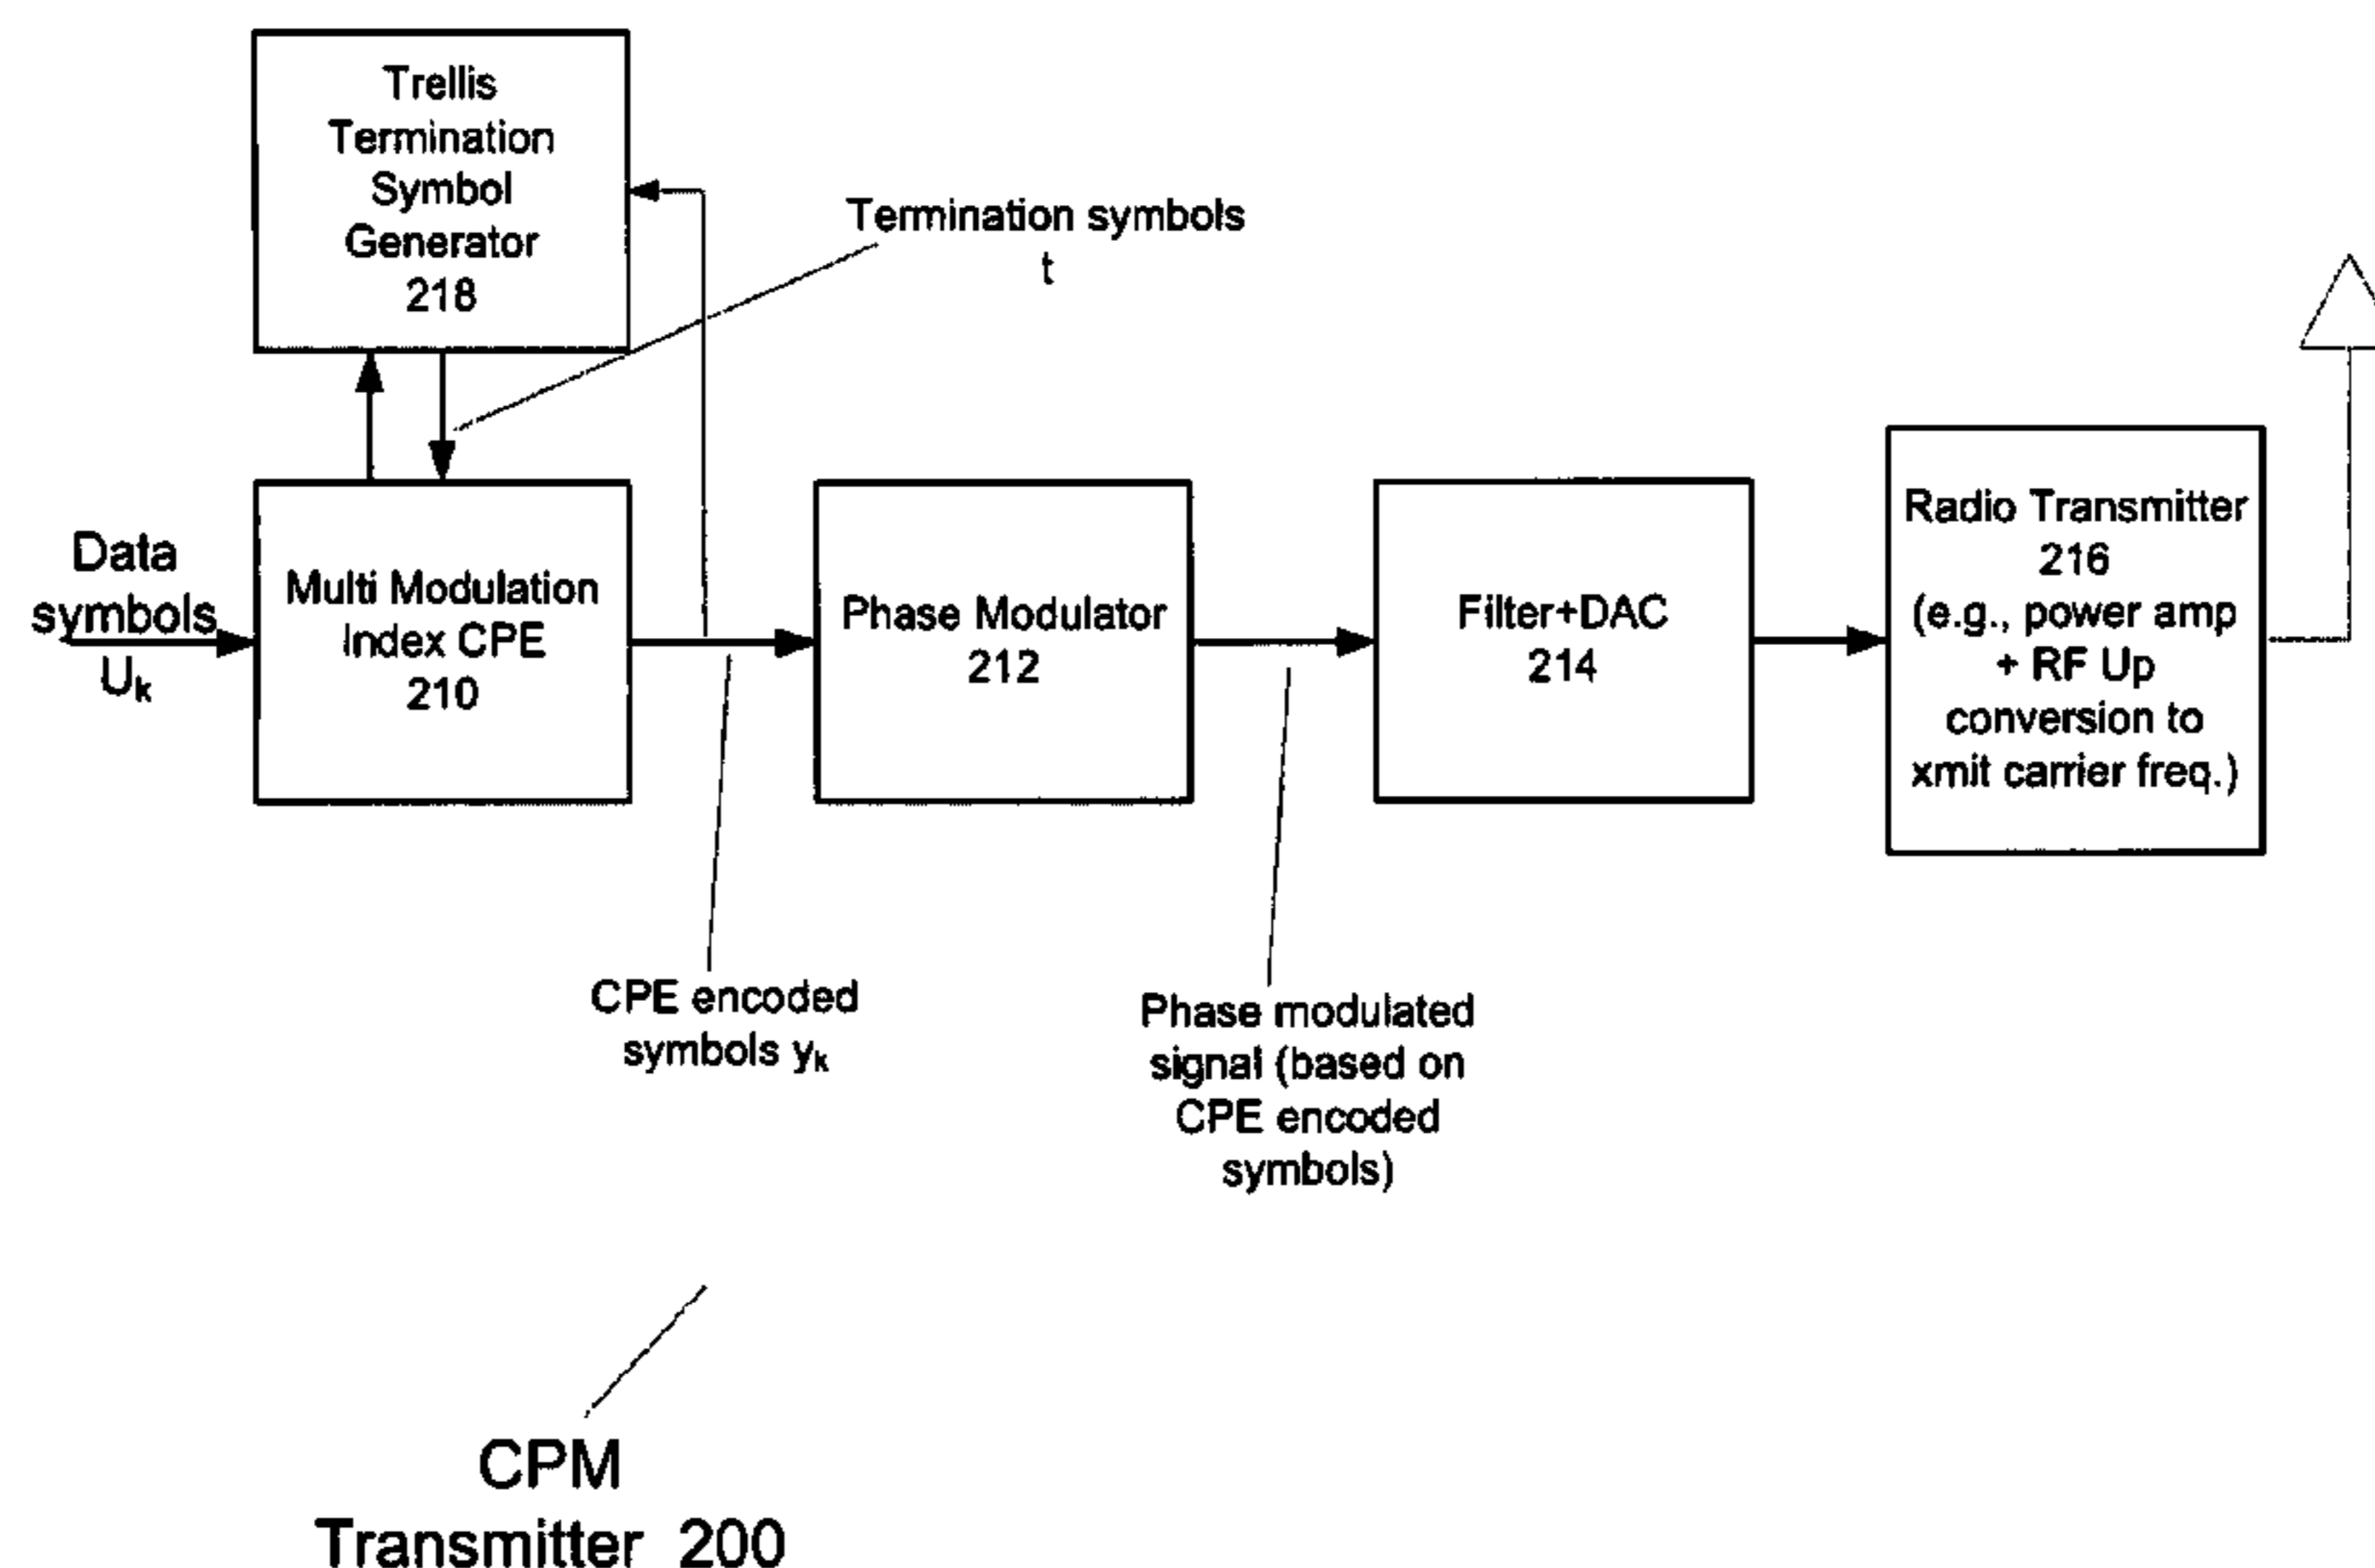 Trellis
Termination
Symbol
Generator
218
Termination symbols
t
Data
symbols
Uk
Multi Modulation
Index CPE
210
Phase Modulator
212
Filter+DAC
214
Radio Transmitter
216
(e.g., power amp
+ RF Up
conversion to
xmit carrier freq.)
CPE encoded
symbols yk
Phase modulated
signal (based on
CPE encoded
symbols)
CPM
Transmitter 200